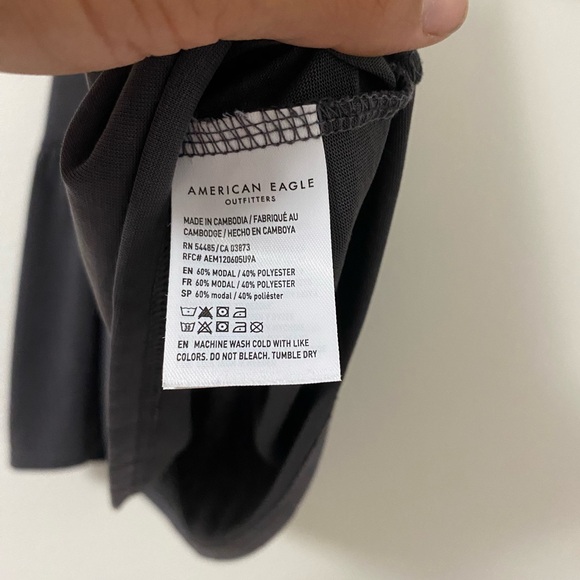 AMERICAN EAGLE
OUTFITTERS
MADE IN CAMBODIA / FABRIQUÉ AU
CAMBODGE / HECHO EN CAMBOYA
RN 54485/CA 03873
RFC# AEM120605U9A
EN 60% MODAL / 40% POLYESTER
FR 60% MODAL / 40% POLYESTER
SP 60% modal / 40% poliéster
EN MACHINE WASH COLD WITH LIKE
COLORS. DO NOT BLEACH. TUMBLE DRY